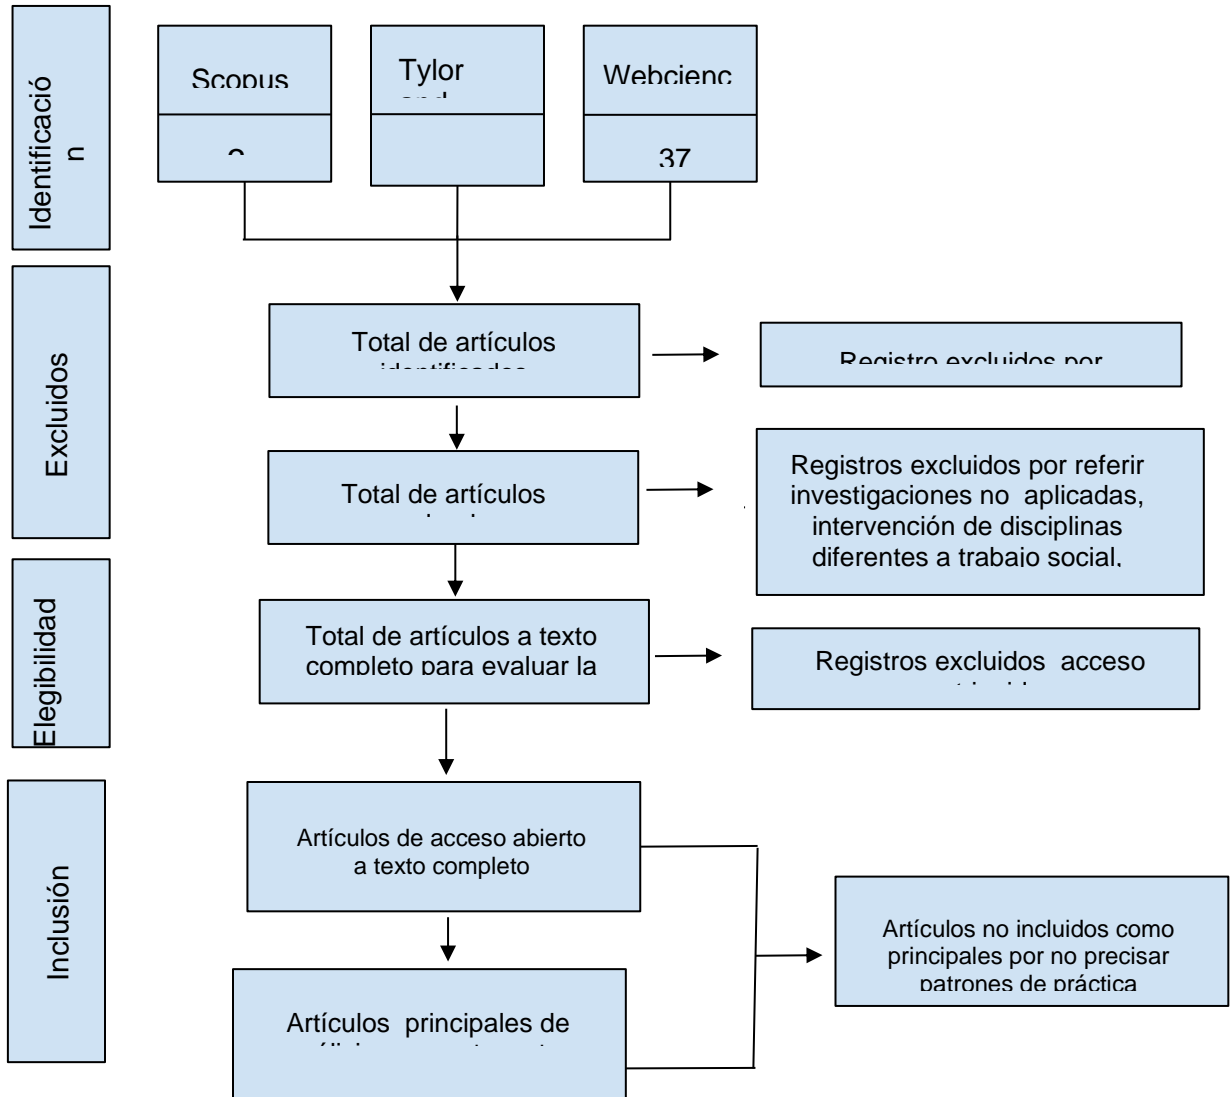 Identificació
n
Scopus
Tylor
and
Webcienc
37
Excluidos
Total de artículos
identificados
Registro excluidos por
Total de artículos
Registros excluidos por referir
investigaciones no aplicadas,
intervención de disciplinas
diferentes a trabajo social,
Elegibilidad
Total de artículos a texto
completo para evaluar la
Registros excluidos acceso
Inclusión
Artículos de acceso abierto
a texto completo
Artículos no incluidos como
principales por no precisar
patrones de práctica
Artículos principales de